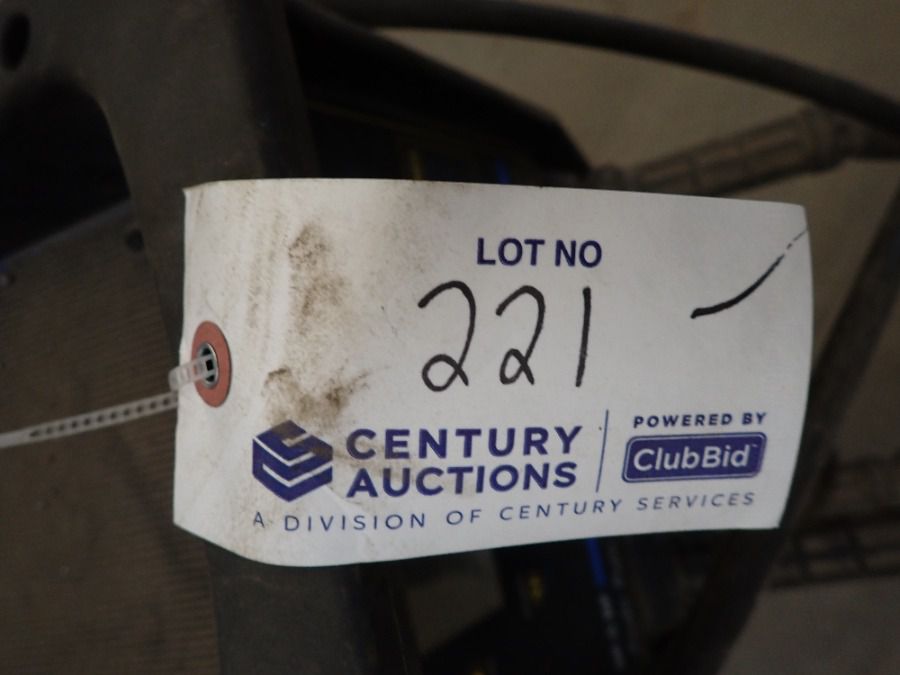 LOT NO
221
CENTURY
AUCTIONS
POWERED BY
ClubBid
A DIVISION OF CENTURY SERVICES